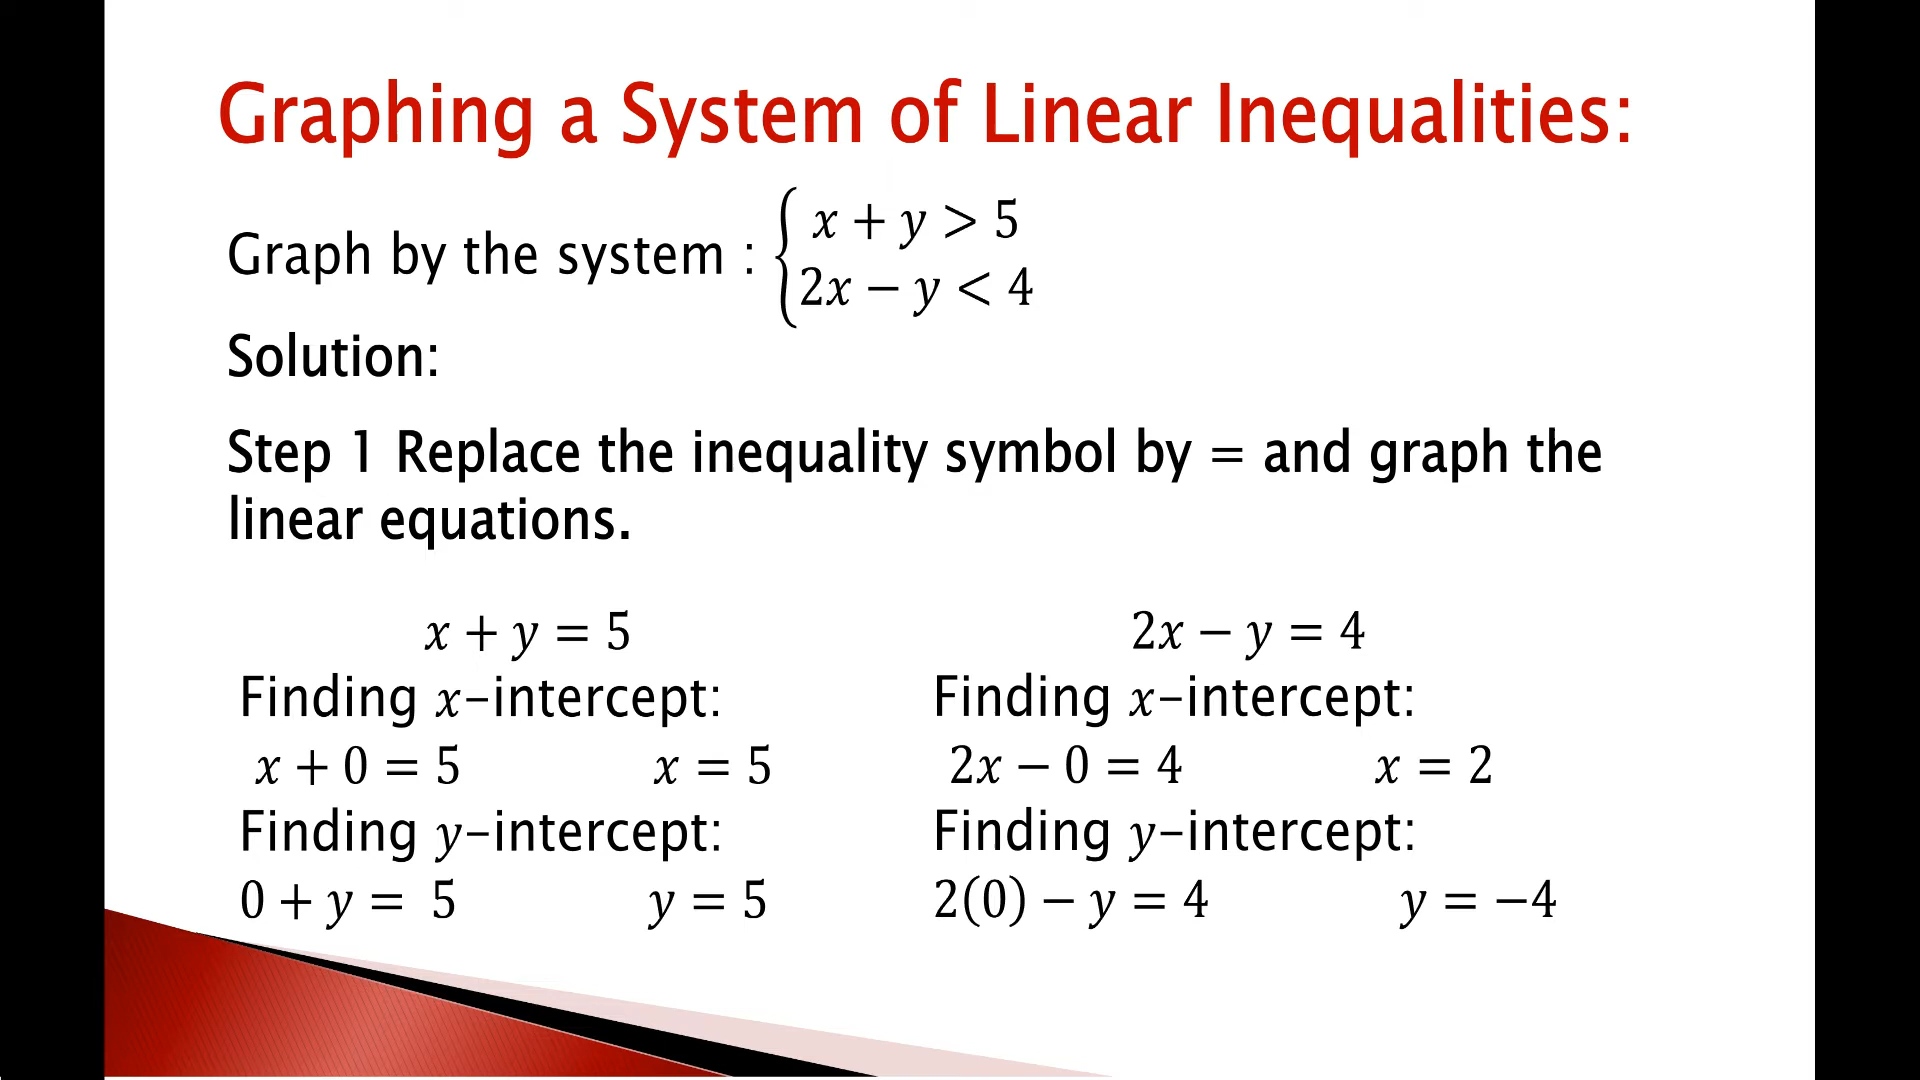 Graphing a System of Linear Inequalities:
Graph by the system : { x + y > 5
2x − y < 4
Solution:
Step 1 Replace the inequality symbol by = and graph the
linear equations.
x + y = 5
Finding x-intercept:
x + 0 = 5 x = 5
Finding y-intercept:
0 + y = 5 y = 5
2x − y = 4
Finding x-intercept:
2x − 0 = 4 x = 2
Finding y-intercept:
2(0) − y = 4 y = −4